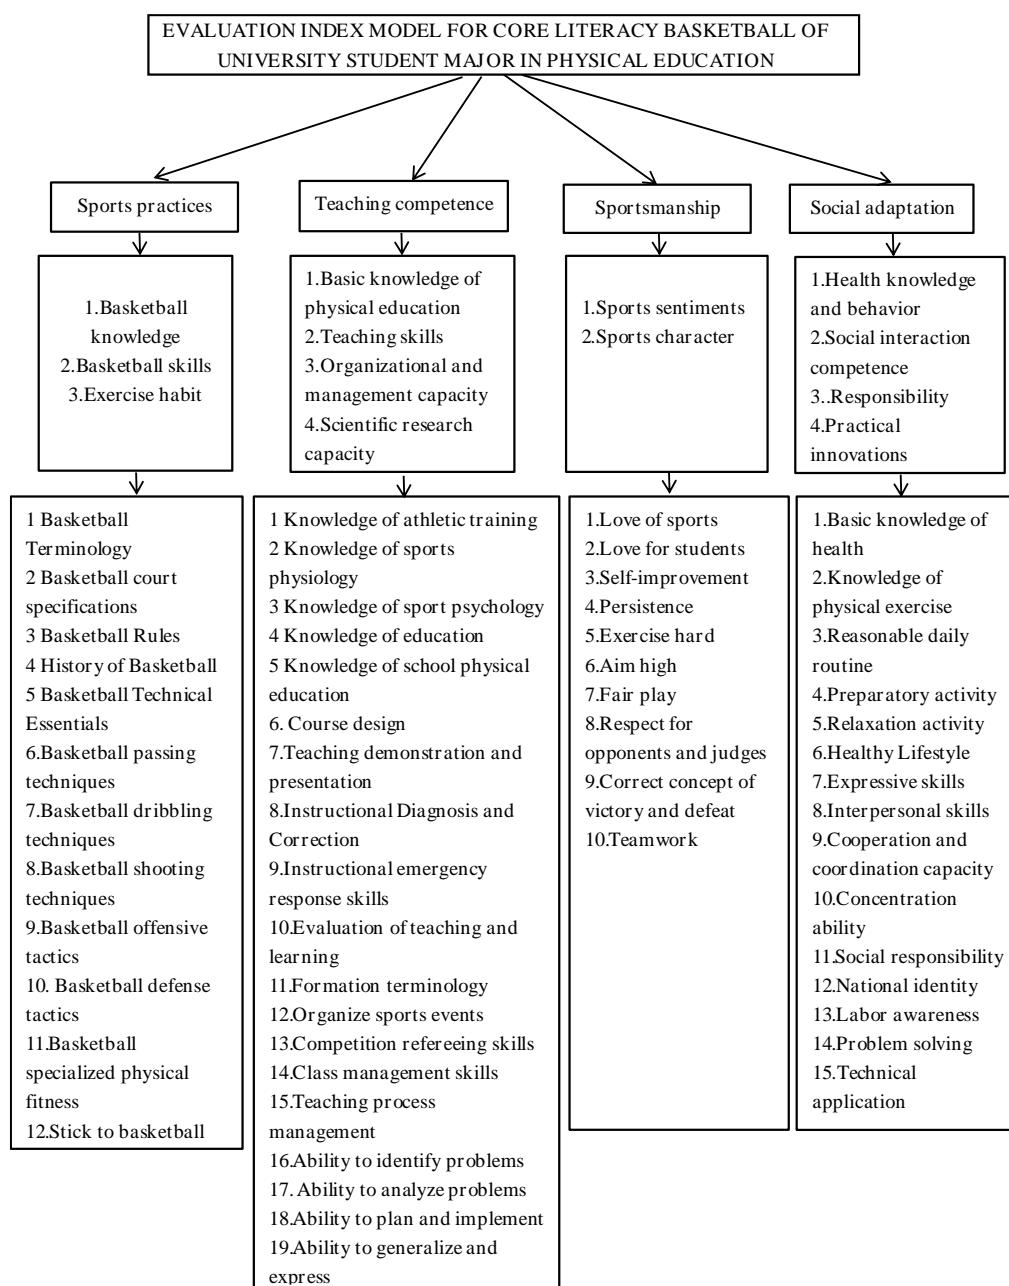 EVALUATION INDEX MODEL FOR CORE LITERACY BASKETBALL OF
UNIVERSITY STUDENT MAJOR IN PHYSICAL EDUCATION
Sports practices
Teaching competence
Sportsmanship
Social adaptation
1.Basketball
knowledge
2.Basketball skills
3.Exercise habit
1.Basic knowledge of
physical education
2.Teaching skills
3.Organizational and
management capacity
4.Scientific research
capacity
1.Sports sentiments
2.Sports character
1.Health knowledge
and behavior
2.Social interaction
competence
3..Responsibility
4.Practical
innovations
1 Basketball
Terminology
2 Basketball court
specifications
3 Basketball Rules
4 History of Basketball
5 Basketball Technical
Essentials
6.Basketball passing
techniques
7.Basketball dribbling
techniques
8.Basketball shooting
techniques
9.Basketball offensive
tactics
10. Basketball defense
tactics
11.Basketball
specialized physical
fitness
12.Stick to basketball
1 Knowledge of athletic training
2 Knowledge of sports
physiology
3 Knowledge of sport psychology
4 Knowledge of education
5 Knowledge of school physical
education
6. Course design
7.Teaching demonstration and
presentation
8.Instructional Diagnosis and
Correction
9.Instructional emergency
response skills
10.Evaluation of teaching and
learning
11.Formation terminology
12.Organize sports events
13.Competition refereeing skills
14.Class management skills
15.Teaching process
management
16.Ability to identify problems
17. Ability to analyze problems
18.Ability to plan and implement
19.Ability to generalize and
express
1.Love of sports
2.Love for students
3.Self-improvement
4.Persistence
5.Exercise hard
6.Aim high
7.Fair play
8.Respect for
opponents and judges
9.Correct concept of
victory and defeat
10.Teamwork
1.Basic knowledge of
health
2.Knowledge of
physical exercise
3.Reasonable daily
routine
4.Preparatory activity
5.Relaxation activity
6.Healthy Lifestyle
7.Expressive skills
8.Interpersonal skills
9.Cooperation and
coordination capacity
10.Concentration
ability
11.Social responsibility
12.National identity
13.Labor awareness
14.Problem solving
15.Technical
application